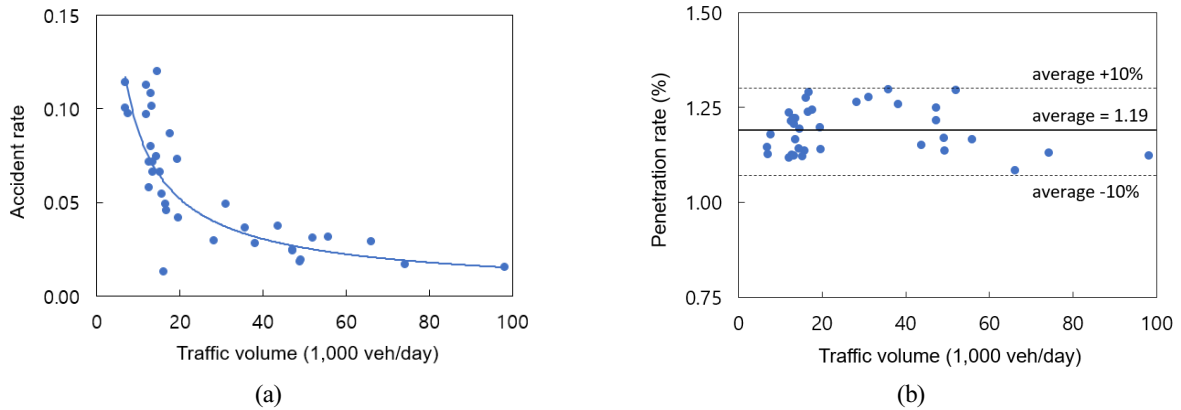 0.15
0.10
0.05
0.00
Accident rate
0 20 40 60 80 100
Traffic volume (1,000 veh/day)
(a)
1.50
1.25
1.00
0.75
Penetration rate (%)
average +10%
average = 1.19
average -10%
0 20 40 60 80 100
Traffic volume (1,000 veh/day)
(b)